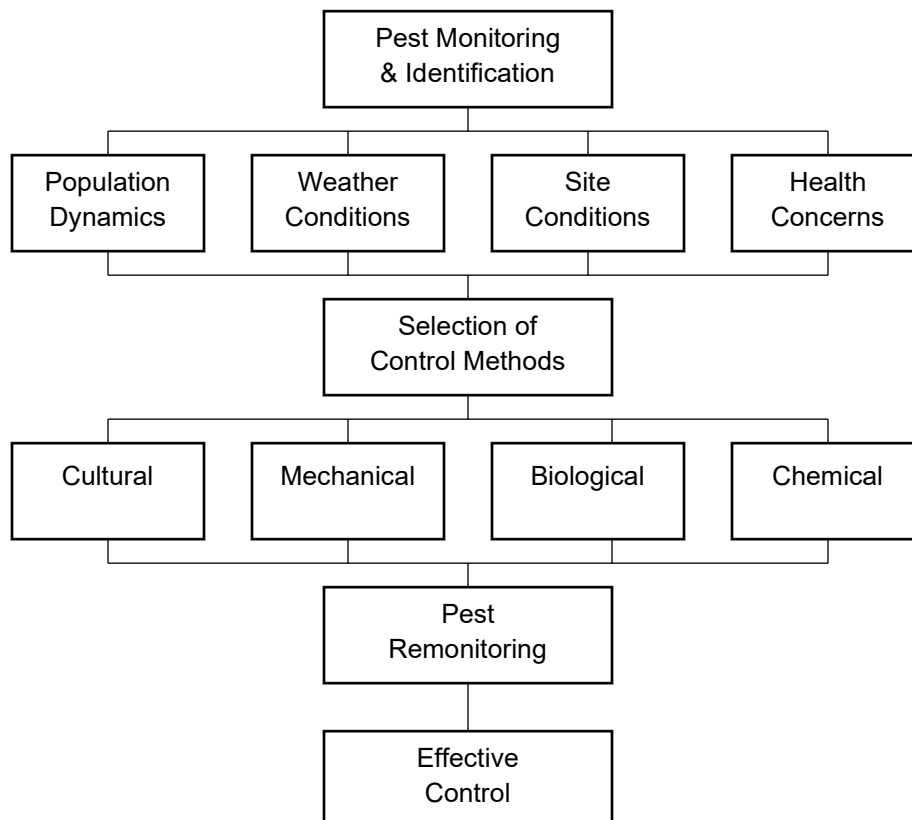 Pest Monitoring
& Identification
Population
Dynamics
Weather
Conditions
Site
Conditions
Health
Concerns
Selection of
Control Methods
Cultural
Mechanical
Biological
Chemical
Pest
Remonitoring
Effective
Control